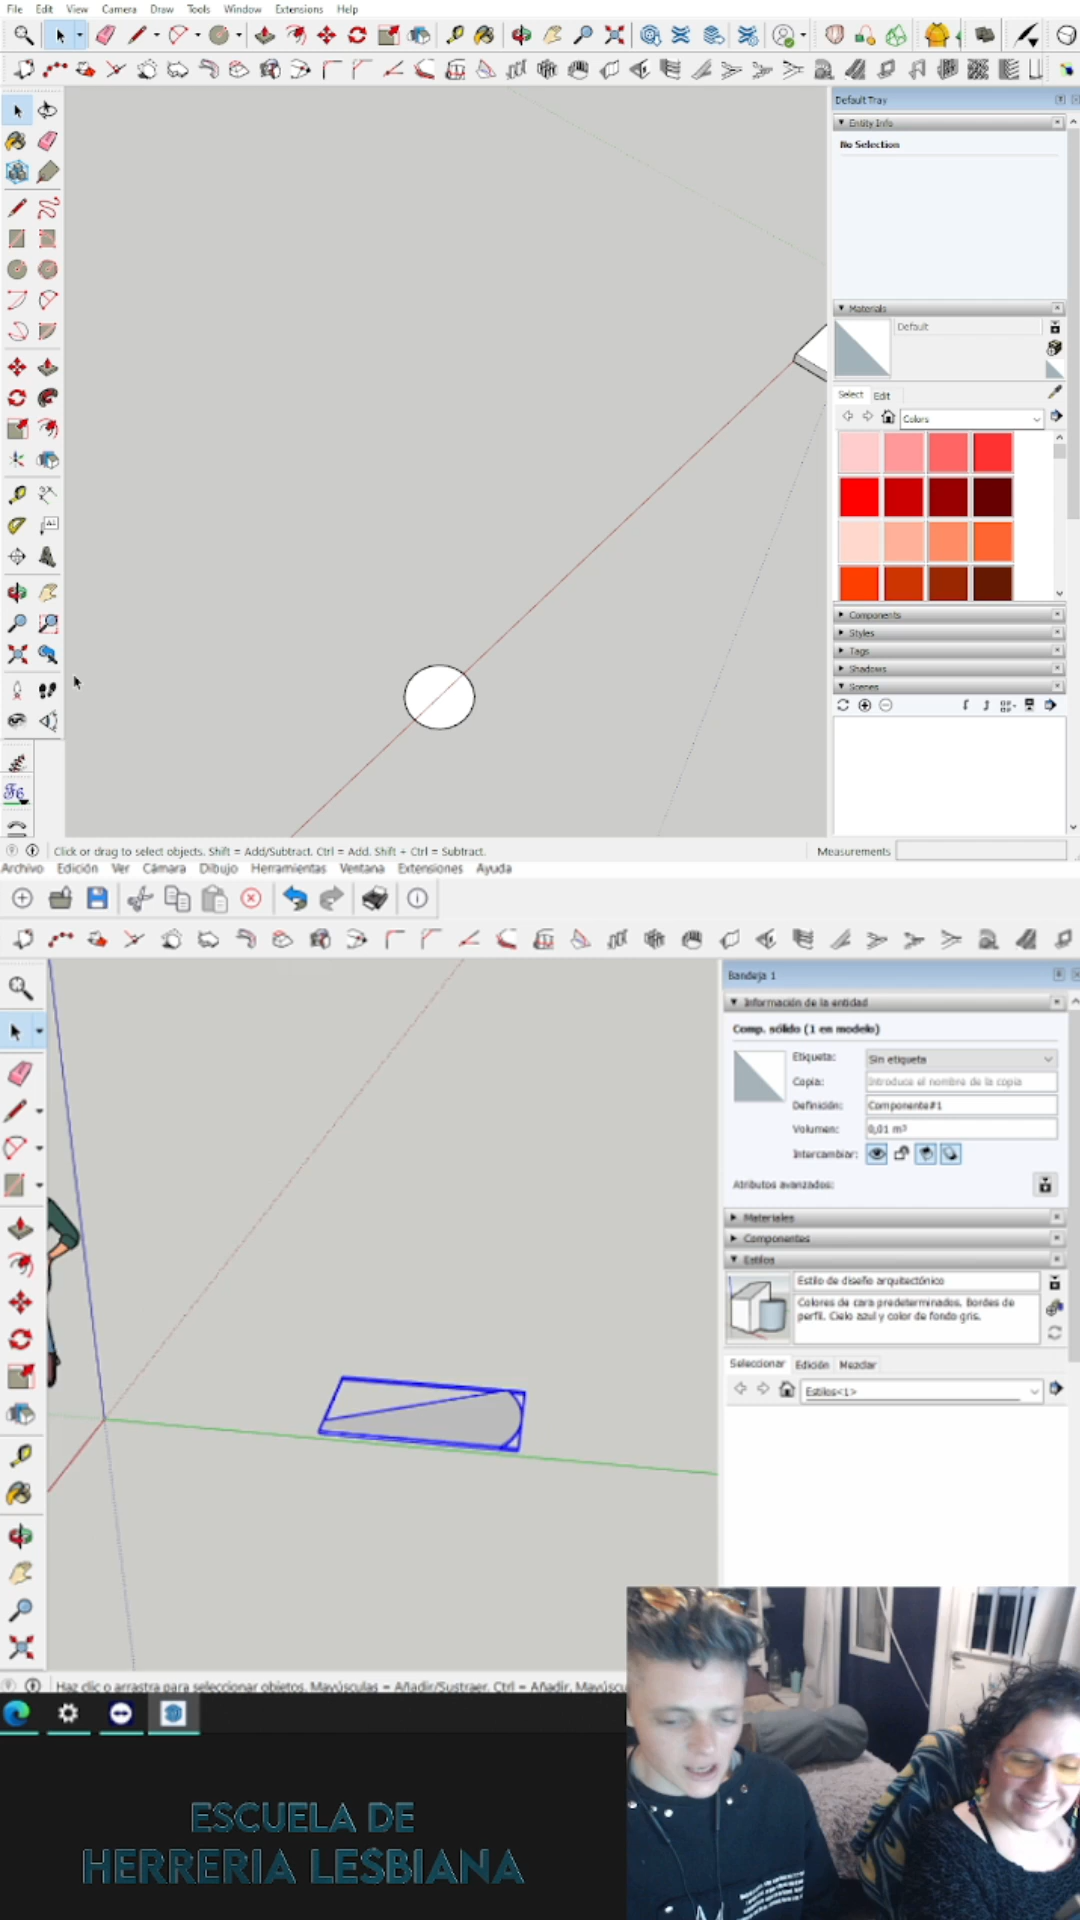 File Edit View Camera Draw Tools Window Extensions Help
Default Tray
Entity Info
No Selection
Materials
Default
Select Edit
Colors
Components
Styles
Tags
Shadows
Scenes
Click or drag to select objects. Shift = Add/Subtract. Ctrl = Add. Shift + Ctrl = Subtract.
Measurements
Archivo Edición Ver Cámara Dibujo Herramientas Ventana Extensiones Ayuda
Bandeja 1
Información de la entidad
Comp. sólido (1 en modelo)
Etiqueta: Sin etiqueta
Copia: Introduce el nombre de la copia
Definición: Componente#1
Volumen: 0,01 m³
Intercambiar:
Atributos avanzados:
Materiales
Componentes
Estilos
Estilo de diseño arquitectónico
Colores de cara predeterminados. Bordes de
perfil. Cielo azul y color de fondo gris.
Seleccionar Edición Mezclar
Estilos<1>
Haz clic o arrastra para seleccionar objetos. Mayúsculas = Añadir/Sustraer. Ctrl = Añadir. Mayúscu
ESCUELA DE
HERRERIA LESBIANA